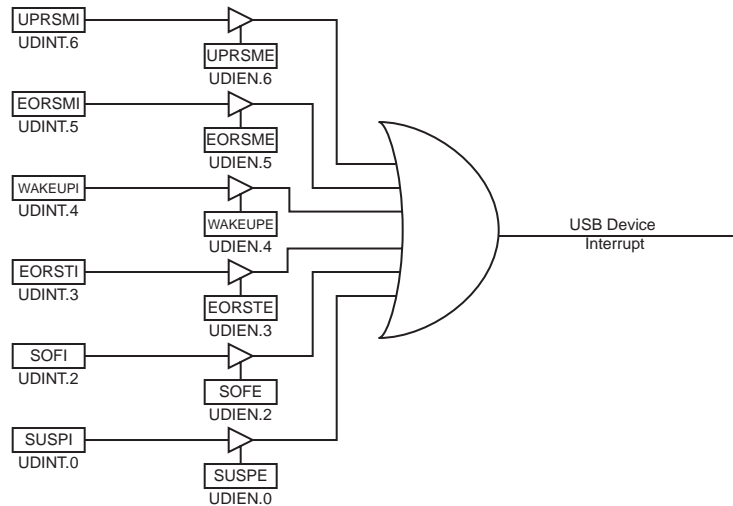 UPRSMI
UDINT.6
UPRSME
UDIEN.6
EORSMI
UDINT.5
EORSME
UDIEN.5
WAKEUPI
UDINT.4
WAKEUPE
UDIEN.4
EORSTI
UDINT.3
EORSTE
UDIEN.3
SOFI
UDINT.2
SOFE
UDIEN.2
SUSPI
UDINT.0
SUSPE
UDIEN.0
USB Device
Interrupt